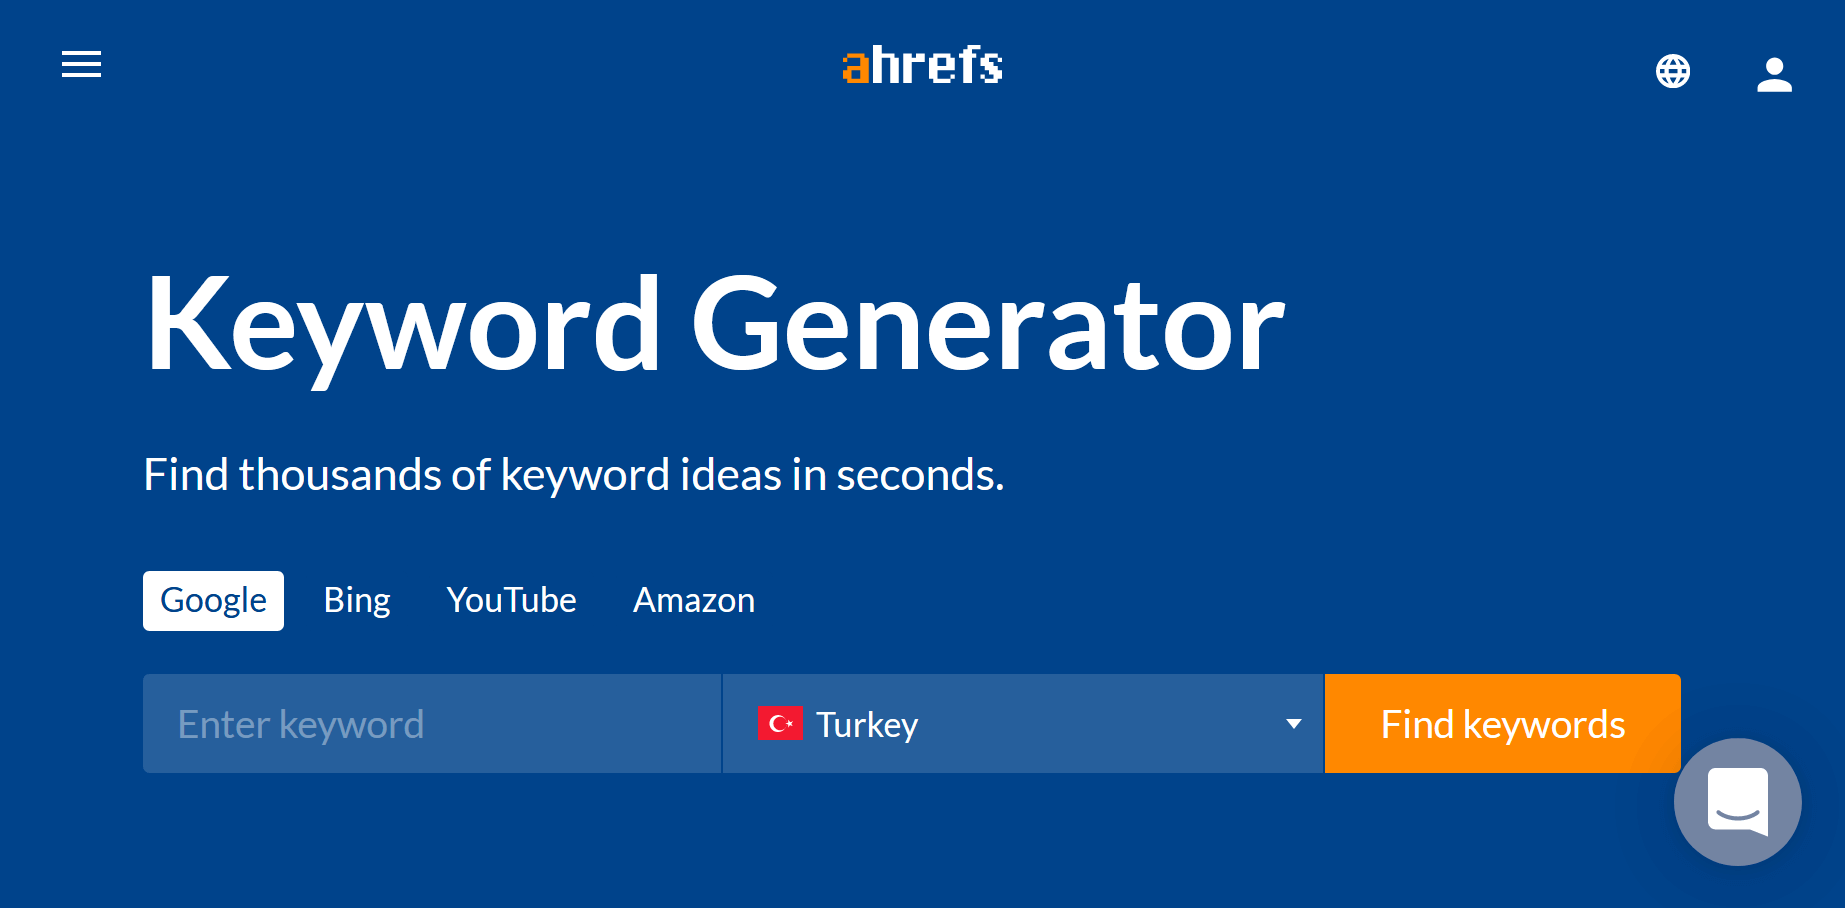 ahrefs
Keyword Generator
Find thousands of keyword ideas in seconds.
Google Bing YouTube Amazon
Enter keyword Turkey Find keywords